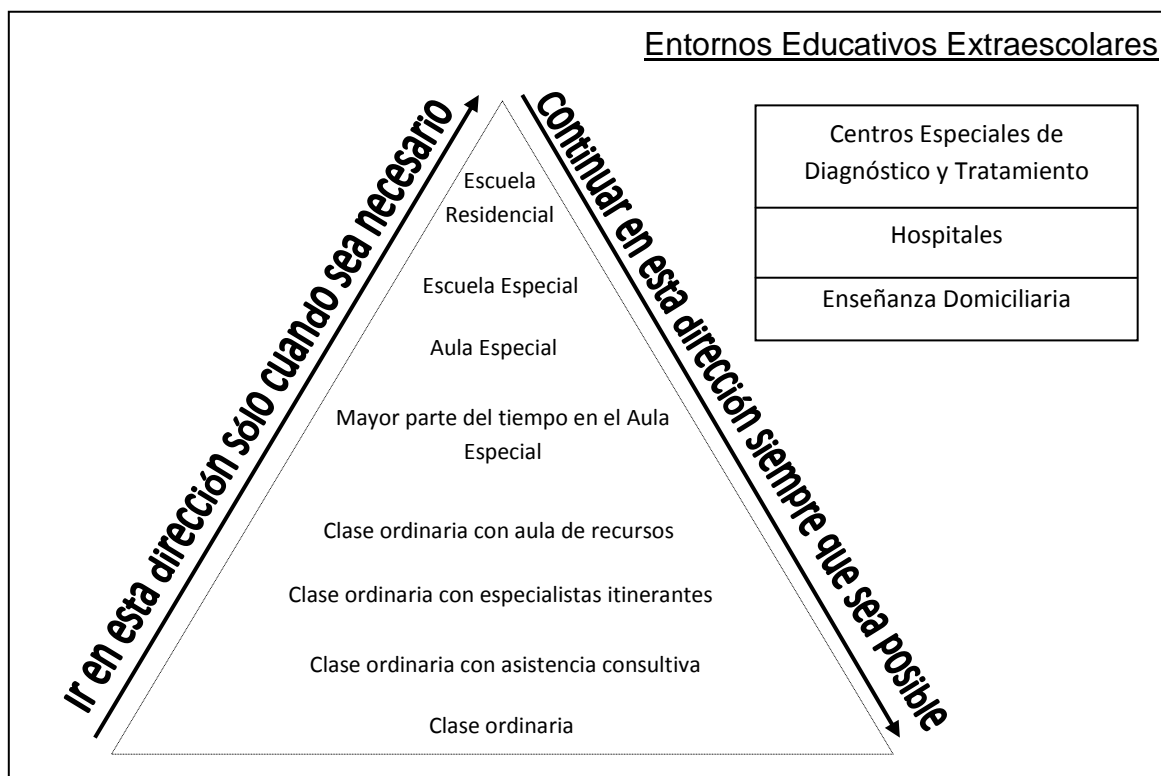 Entornos Educativos Extraescolares
Ir en esta dirección sólo cuando sea necesario
Continuar en esta dirección siempre que sea posible
Centros Especiales de
Diagnóstico y Tratamiento
Hospitales
Enseñanza Domiciliaria
Escuela
Residencial
Escuela Especial
Aula Especial
Mayor parte del tiempo en el Aula
Especial
Clase ordinaria con aula de recursos
Clase ordinaria con especialistas itinerantes
Clase ordinaria con asistencia consultiva
Clase ordinaria